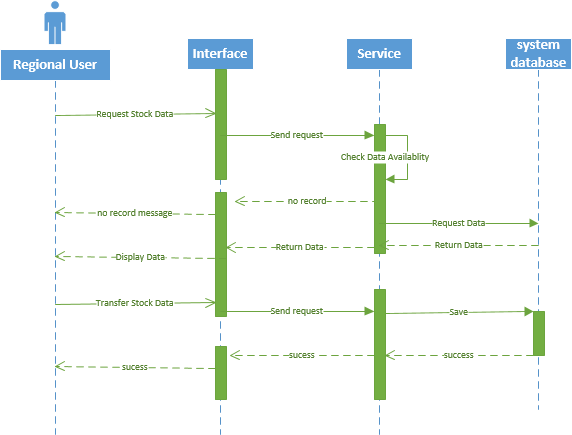 Regional User
Interface
Service
system
database
Request Stock Data
Send request
Check Data Availablity
no record
no record message
Request Data
Return Data
Return Data
Display Data
Transfer Stock Data
Send request
Save
success
sucess
sucess